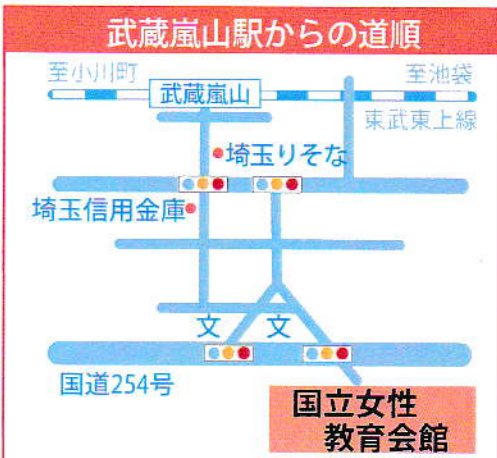 武蔵嵐山駅からの道順
至小川町
至池袋
武蔵嵐山
東武東上線
埼玉りそな
埼玉信用金庫
文
文
国道254号
国立女性
教育会館